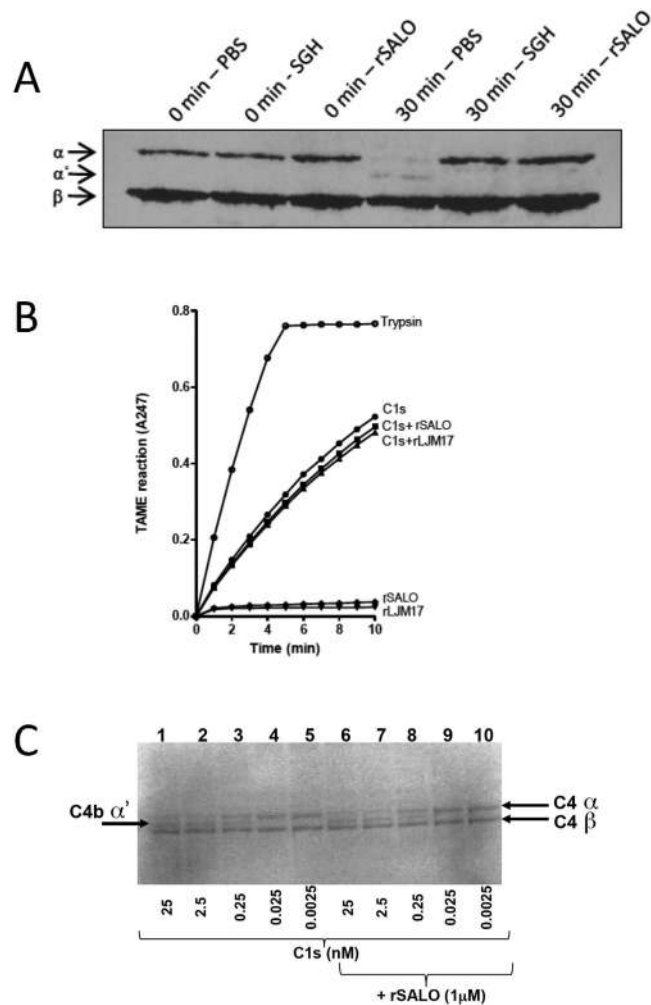 A
0 min – PBS
0 min - SGH
0 min – rSALO
30 min – PBS
30 min – SGH
30 min – rSALO
α
α'
β
B
TAME reaction (A247)
0.8
0.6
0.4
0.2
0.0
0 2 4 6 8 10
Time (min)
Trypsin
C1s
C1s+ rSALO
C1s+rLJM17
rSALO
rLJM17
C
1 2 3 4 5 6 7 8 9 10
C4b α’
C4 α
C4 β
25 2.5 0.25 0.025 0.0025 25 2.5 0.25 0.025 0.0025
C1s (nM)
+ rSALO (1μM)